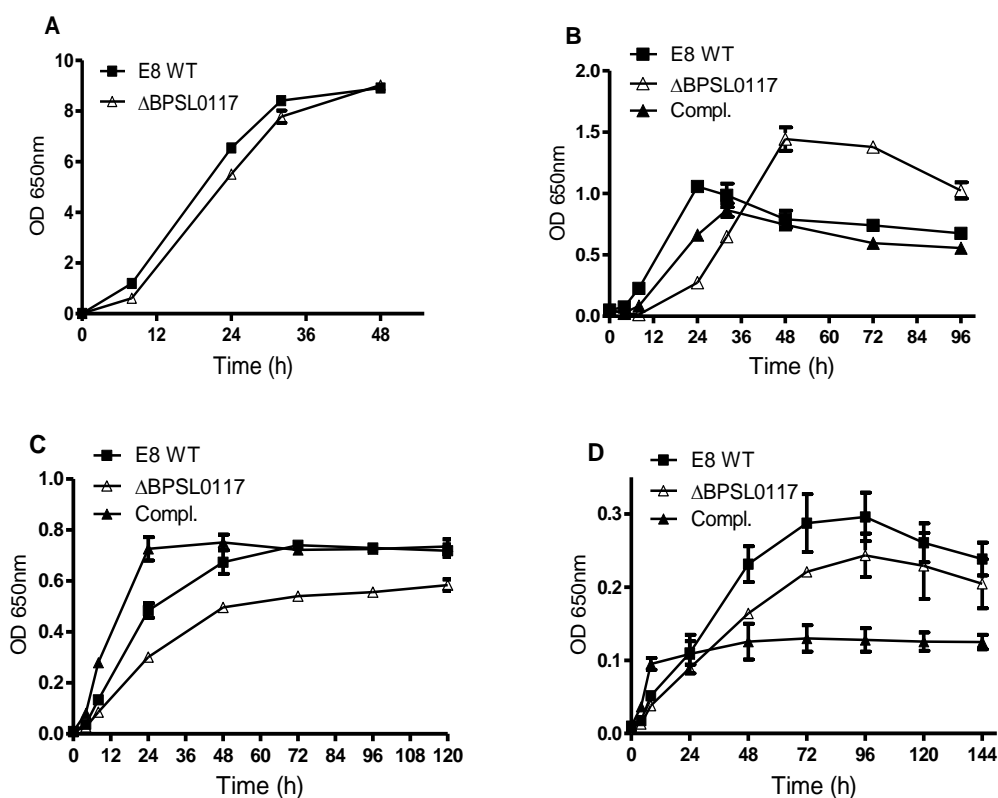 A
E8 WT
ΔBPSL0117
10
8
6
4
2
0
OD 650nm
0 12 24 36 48
Time (h)
B
E8 WT
ΔBPSL0117
Compl.
2.0
1.5
1.0
0.5
0.0
OD 650nm
0 12 24 36 48 60 72 84 96
Time (h)
C
E8 WT
ΔBPSL0117
Compl.
1.0
0.8
0.6
0.4
0.2
0.0
OD 650nm
0 12 24 36 48 60 72 84 96 108 120
Time (h)
D
E8 WT
ΔBPSL0117
Compl.
0.3
0.2
0.1
0.0
OD 650nm
0 24 48 72 96 120 144
Time (h)